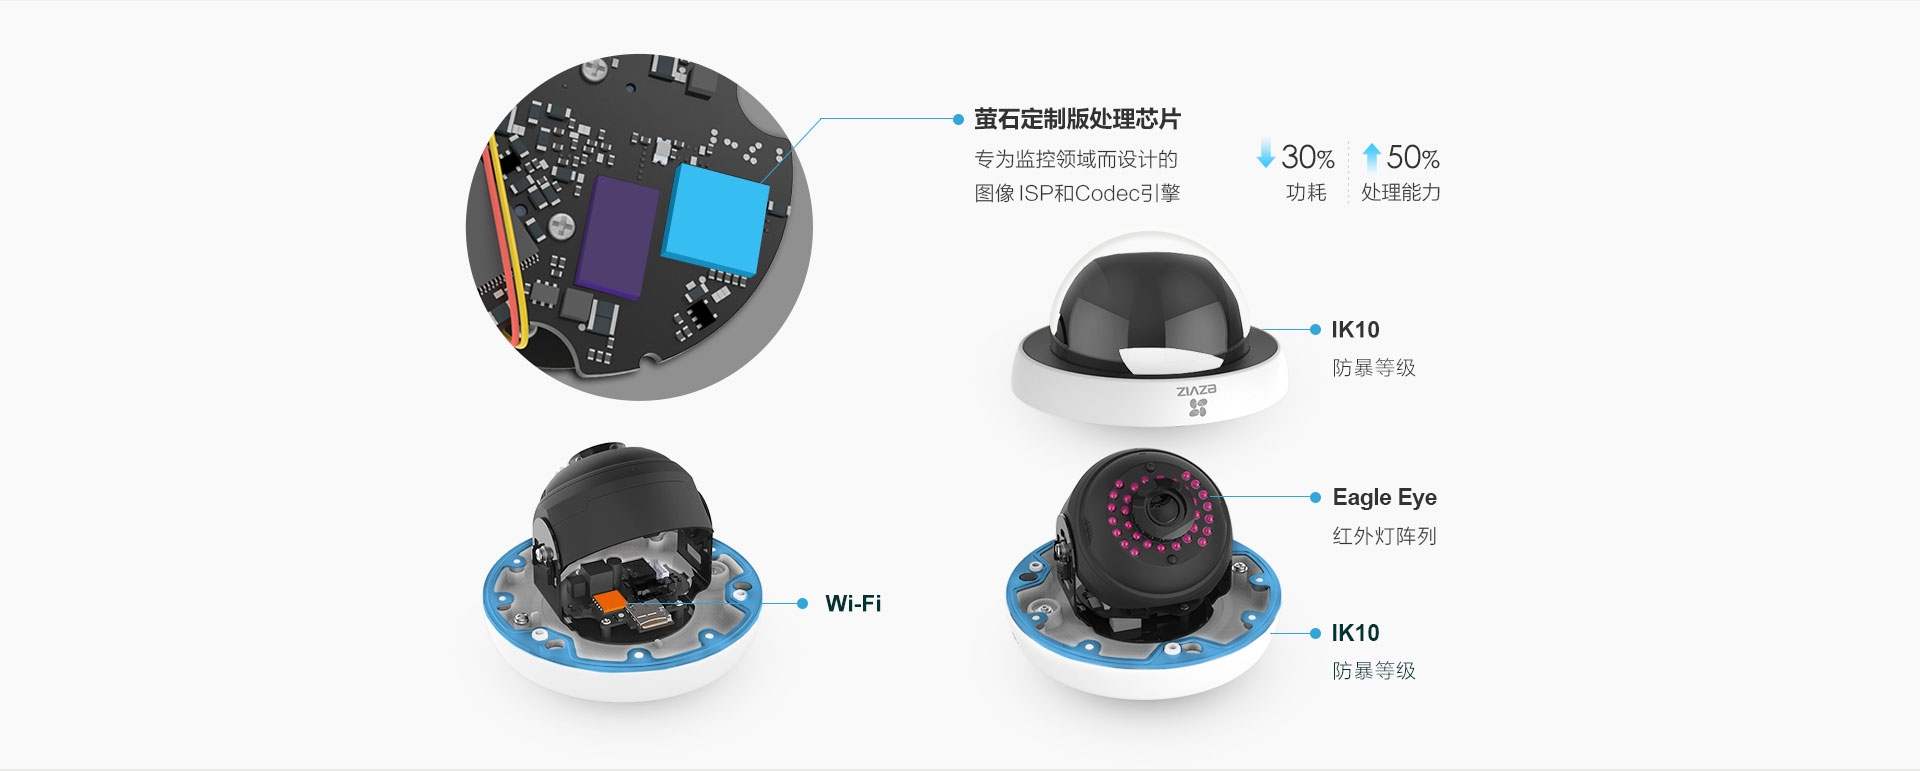 萤石定制版处理芯片
专为监控领域而设计的
图像 ISP和Codec引擎
30%
功耗
50%
处理能力
IK10
防暴等级
EZVIZ
Eagle Eye
红外灯阵列
Wi-Fi
IK10
防暴等级